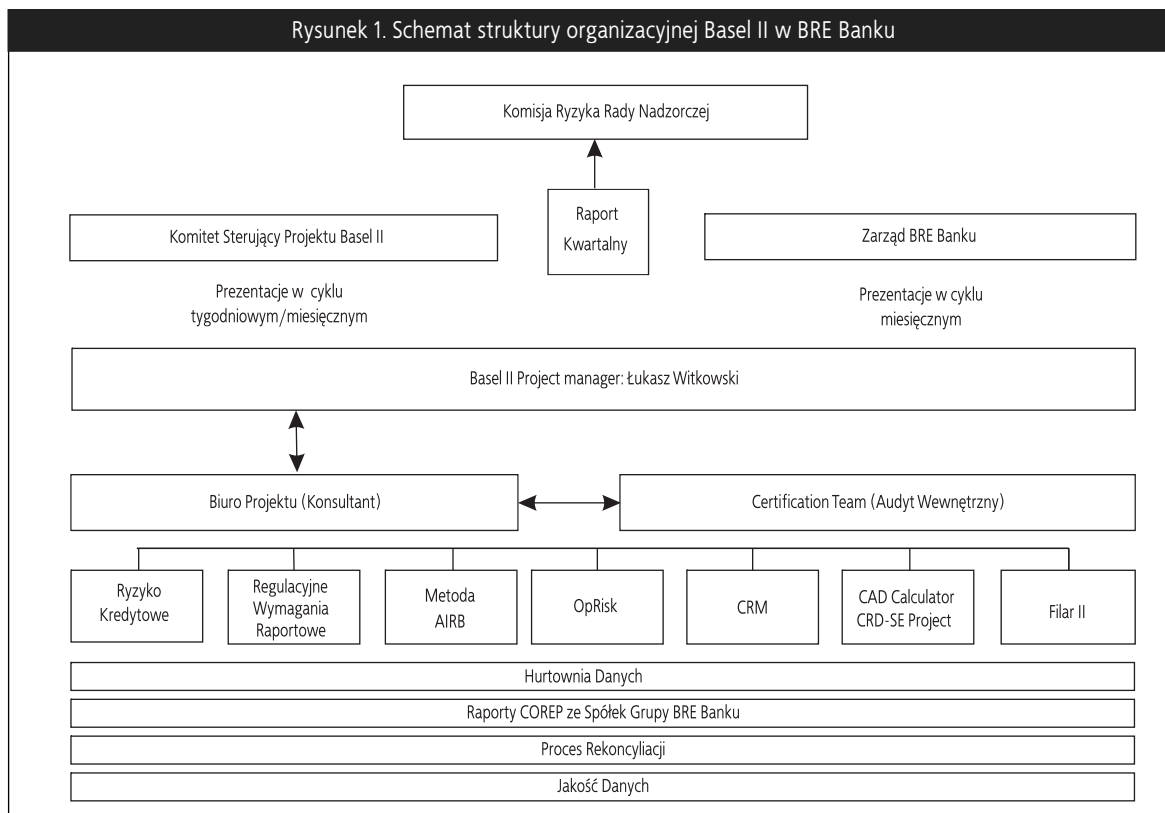 Rysunek 1. Schemat struktury organizacyjnej Basel II w BRE Banku
Komisja Ryzyka Rady Nadzorczej
Raport
Kwartalny
Komitet Sterujący Projektu Basel II
Zarząd BRE Banku
Prezentacje w cyklu
tygodniowym/miesięcznym
Prezentacje w cyklu
miesięcznym
Basel II Project manager: Łukasz Witkowski
Biuro Projektu (Konsultant)
Certification Team (Audyt Wewnętrzny)
Ryzyko
Kredytowe
Regulacyjne
Wymagania
Raportowe
Metoda
AIRB
OpRisk
CRM
CAD Calculator
CRD-SE Project
Filar II
Hurtownia Danych
Raporty COREP ze Spółek Grupy BRE Banku
Proces Rekoncyliacji
Jakość Danych